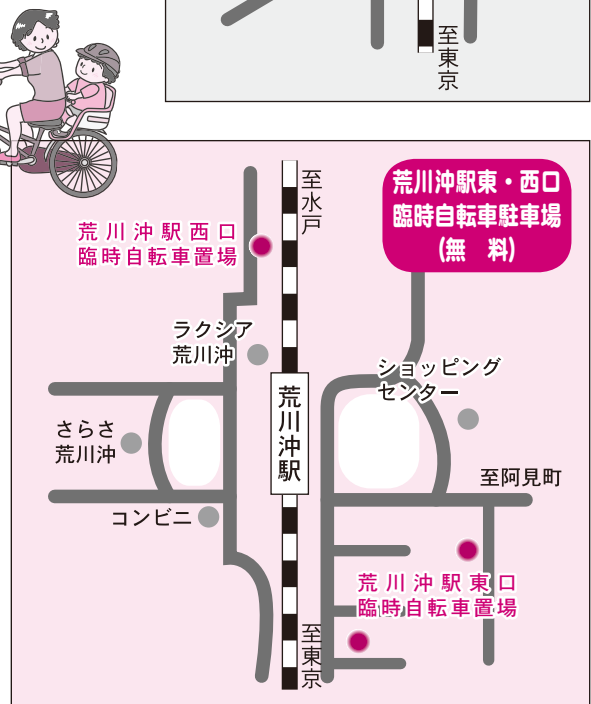 至東京
荒川沖駅東・西口
臨時自転車駐車場
(無　料)
至水戸
荒川沖駅西口
臨時自転車置場
ラクシア
荒川沖
ショッピング
センター
荒川沖駅
さらさ
荒川沖
至阿見町
コンビニ
荒川沖駅東口
臨時自転車置場
至東京